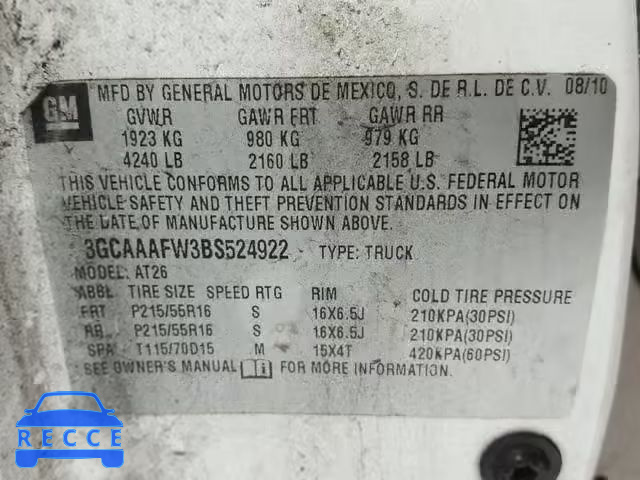 GM
MFD BY GENERAL MOTORS DE MEXICO, S. DE R.L. DE C.V. 08/10
GVWR GAWR FRT GAWR RR
1923 KG 980 KG 979 KG
4240 LB 2160 LB 2158 LB
THIS VEHICLE CONFORMS TO ALL APPLICABLE U.S. FEDERAL MOTOR
VEHICLE SAFETY AND THEFT PREVENTION STANDARDS IN EFFECT ON
THE DATE OF MANUFACTURE SHOWN ABOVE.
3GCAAAFW3BS524922 TYPE: TRUCK
MODEL: AT26
TIRE SIZE SPEED RTG RIM COLD TIRE PRESSURE
FRT P215/55R16 S 16X6.5J 210KPA(30PSI)
RR P215/55R16 S 16X6.5J 210KPA(30PSI)
SPA T115/70D15 M 15X4T 420KPA(60PSI)
SEE OWNER'S MANUAL FOR MORE INFORMATION.
RECCE